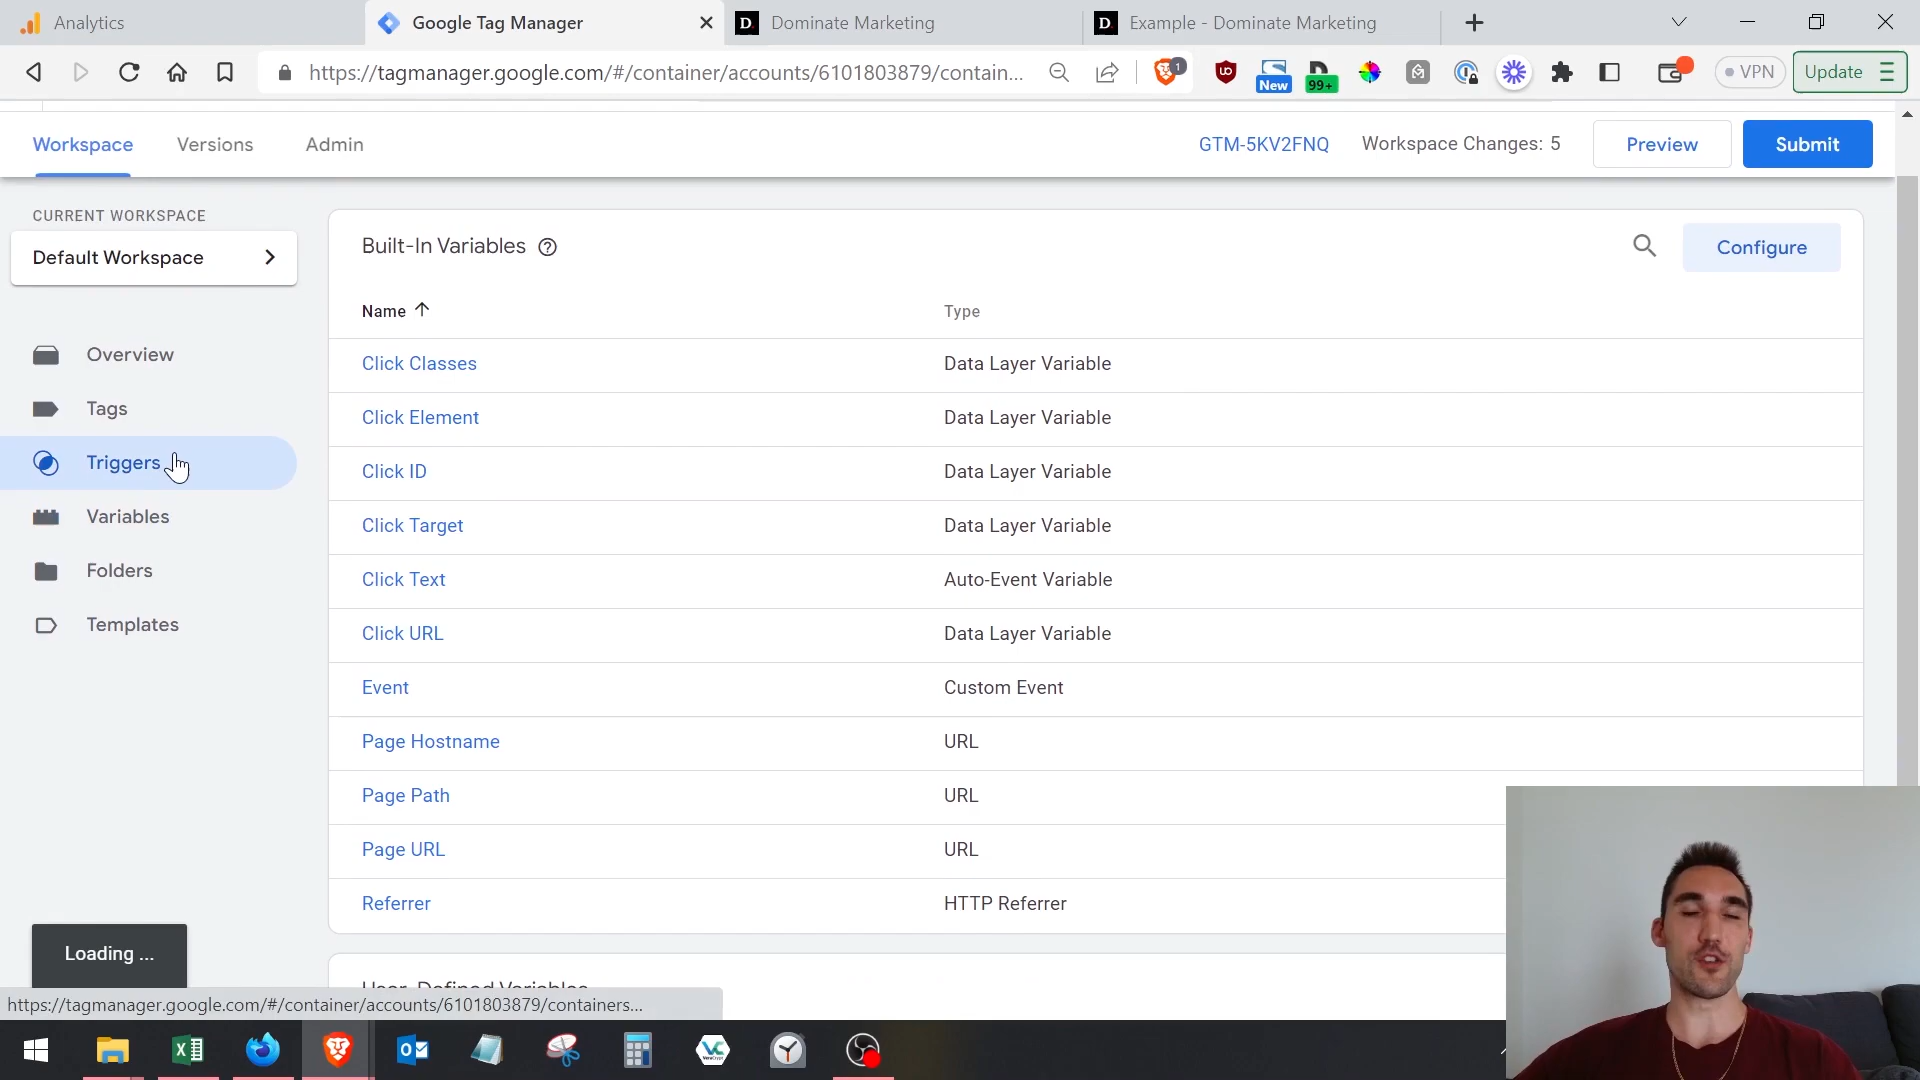 Analytics
Google Tag Manager
Dominate Marketing
Example - Dominate Marketing
https://tagmanager.google.com/#/container/accounts/6101803879/contain...
1
New
99+
VPN
Update
Workspace
Versions
Admin
GTM-5KV2FNQ
Workspace Changes: 5
Preview
Submit
CURRENT WORKSPACE
Default Workspace
Overview
Tags
Triggers
Variables
Folders
Templates
Built-In Variables
Configure
Name
Type
Click Classes
Data Layer Variable
Click Element
Data Layer Variable
Click ID
Data Layer Variable
Click Target
Data Layer Variable
Click Text
Auto-Event Variable
Click URL
Data Layer Variable
Event
Custom Event
Page Hostname
URL
Page Path
URL
Page URL
URL
Referrer
HTTP Referrer
User-Defined Variables
Loading ...
https://tagmanager.google.com/#/container/accounts/6101803879/containers...